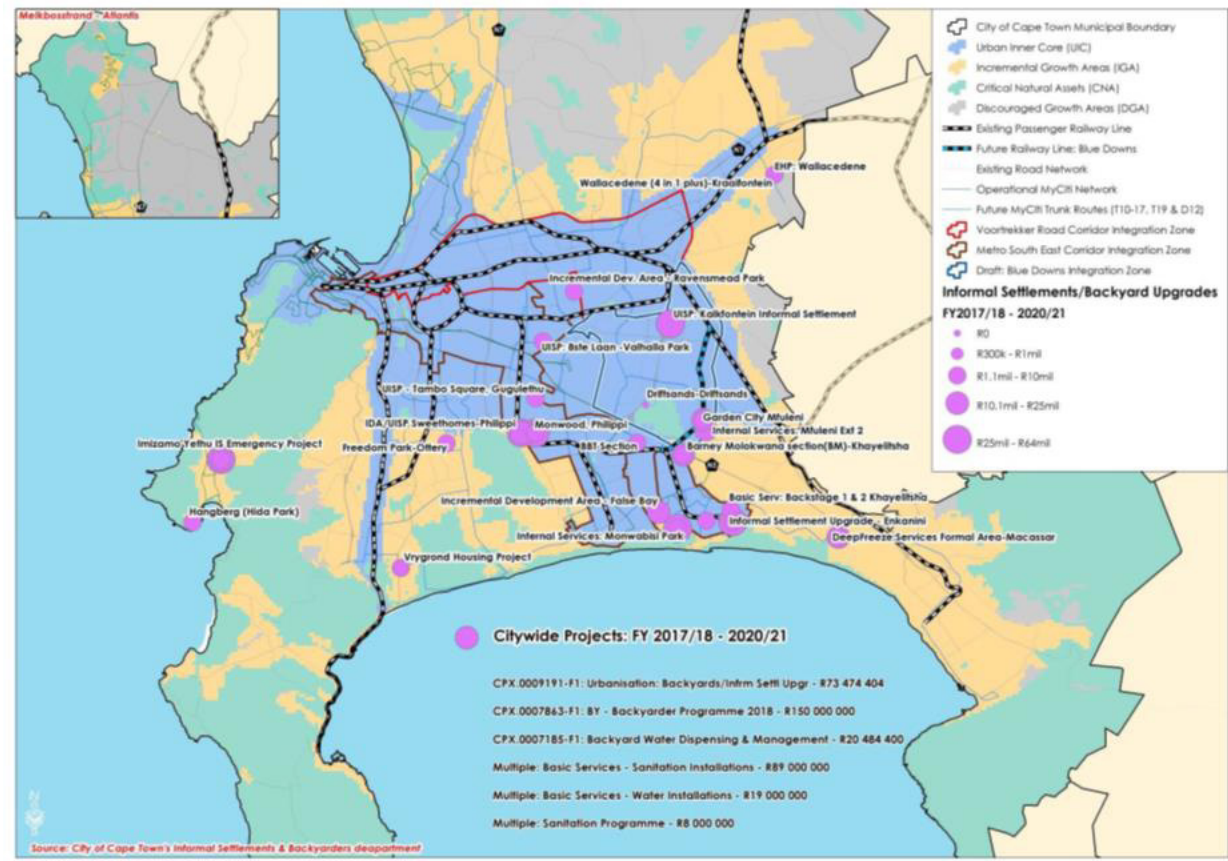 Melkbosstrand - Atlantis
N7
N7
City of Cape Town Municipal Boundary
Urban Inner Core (UIC)
Incremental Growth Areas (IGA)
Critical Natural Assets (CNA)
Discouraged Growth Areas (DGA)
Existing Passenger Railway Line
Future Railway Line: Blue Downs
Existing Road Network
Operational MyCiti Network
Future MyCiti Trunk Routes (T10-17, T19 & D12)
Voortrekker Road Corridor Integration Zone
Metro South East Corridor Integration Zone
Draft: Blue Downs Integration Zone
Informal Settlements/Backyard Upgrades
FY2017/18 - 2020/21
R0
R300k - R1mil
R1.1mil - R10mil
R10.1mil - R25mil
R25mil - R64mil
N1
EHP: Wallacedene
Wallacedene (4 in 1 plus)-Kraaifontein
Incremental Dev. Area - Ravensmead Park
UISP: Kalkfontein Informal Settlement
UISP: 8ste Laan -Valhalla Park
UISP - Tambo Square, Gugulethu
Driftsands-Driftsands
Garden City Mfuleni
IDA/UISP Sweethomes-Philippi
Monwood, Philippi
Internal Services: Mfuleni Ext 2
Imizamo Yethu IS Emergency Project
Freedom Park-Ottery
BBT Section
Barney Molokwana section(BM)-Khayelitsha
N2
Incremental Development Area - False Bay
Basic Serv: Backstage 1 & 2 Khayelitsha
Hangberg (Hida Park)
Informal Settlement Upgrade - Enkanini
Internal Services: Monwabisi Park
DeepFreeze:Services Formal Area-Macassar
Vrygrond Housing Project
Citywide Projects: FY 2017/18 - 2020/21
CPX.0009191-F1: Urbanisation: Backyards/Infrm Settl Upgr - R73 474 404
CPX.0007863-F1: BY - Backyarder Programme 2018 - R150 000 000
CPX.0007185-F1: Backyard Water Dispensing & Management - R20 484 400
Multiple: Basic Services - Sanitation Installations - R89 000 000
Multiple: Basic Services - Water Installations - R19 000 000
Multiple: Sanitation Programme - R8 000 000
Source: City of Cape Town's Informal Settlements & Backyarders deapartment